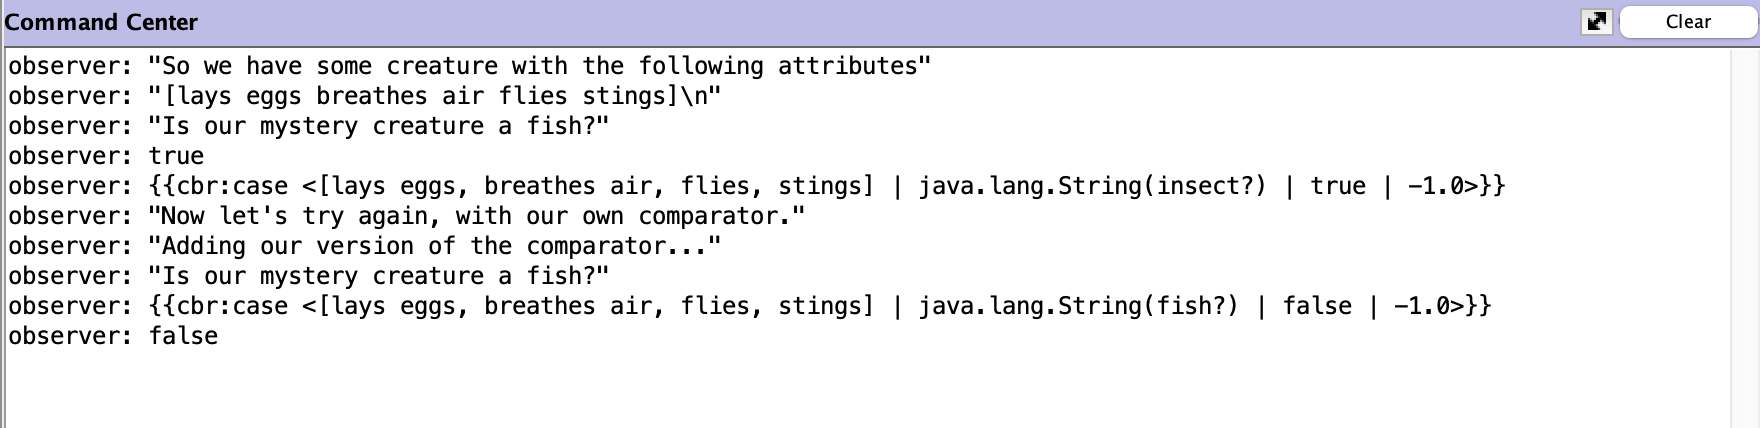 Command Center
Clear
observer: "So we have some creature with the following attributes"
observer: "[lays eggs breathes air flies stings]\n"
observer: "Is our mystery creature a fish?"
observer: true
observer: {{cbr:case <[lays eggs, breathes air, flies, stings] | java.lang.String(insect?) | true | -1.0>}}
observer: "Now let's try again, with our own comparator."
observer: "Adding our version of the comparator..."
observer: "Is our mystery creature a fish?"
observer: {{cbr:case <[lays eggs, breathes air, flies, stings] | java.lang.String(fish?) | false | -1.0>}}
observer: false